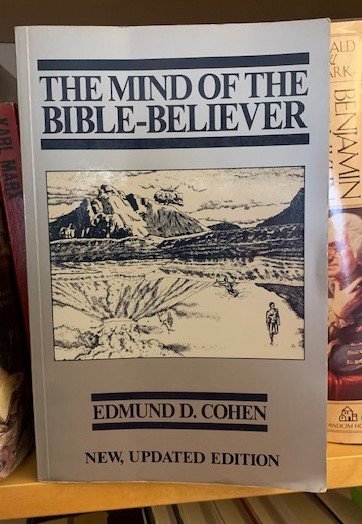 THE MIND OF THE
BIBLE-BELIEVER
EDMUND D. COHEN
NEW, UPDATED EDITION
KARL MARX
BENJAMIN